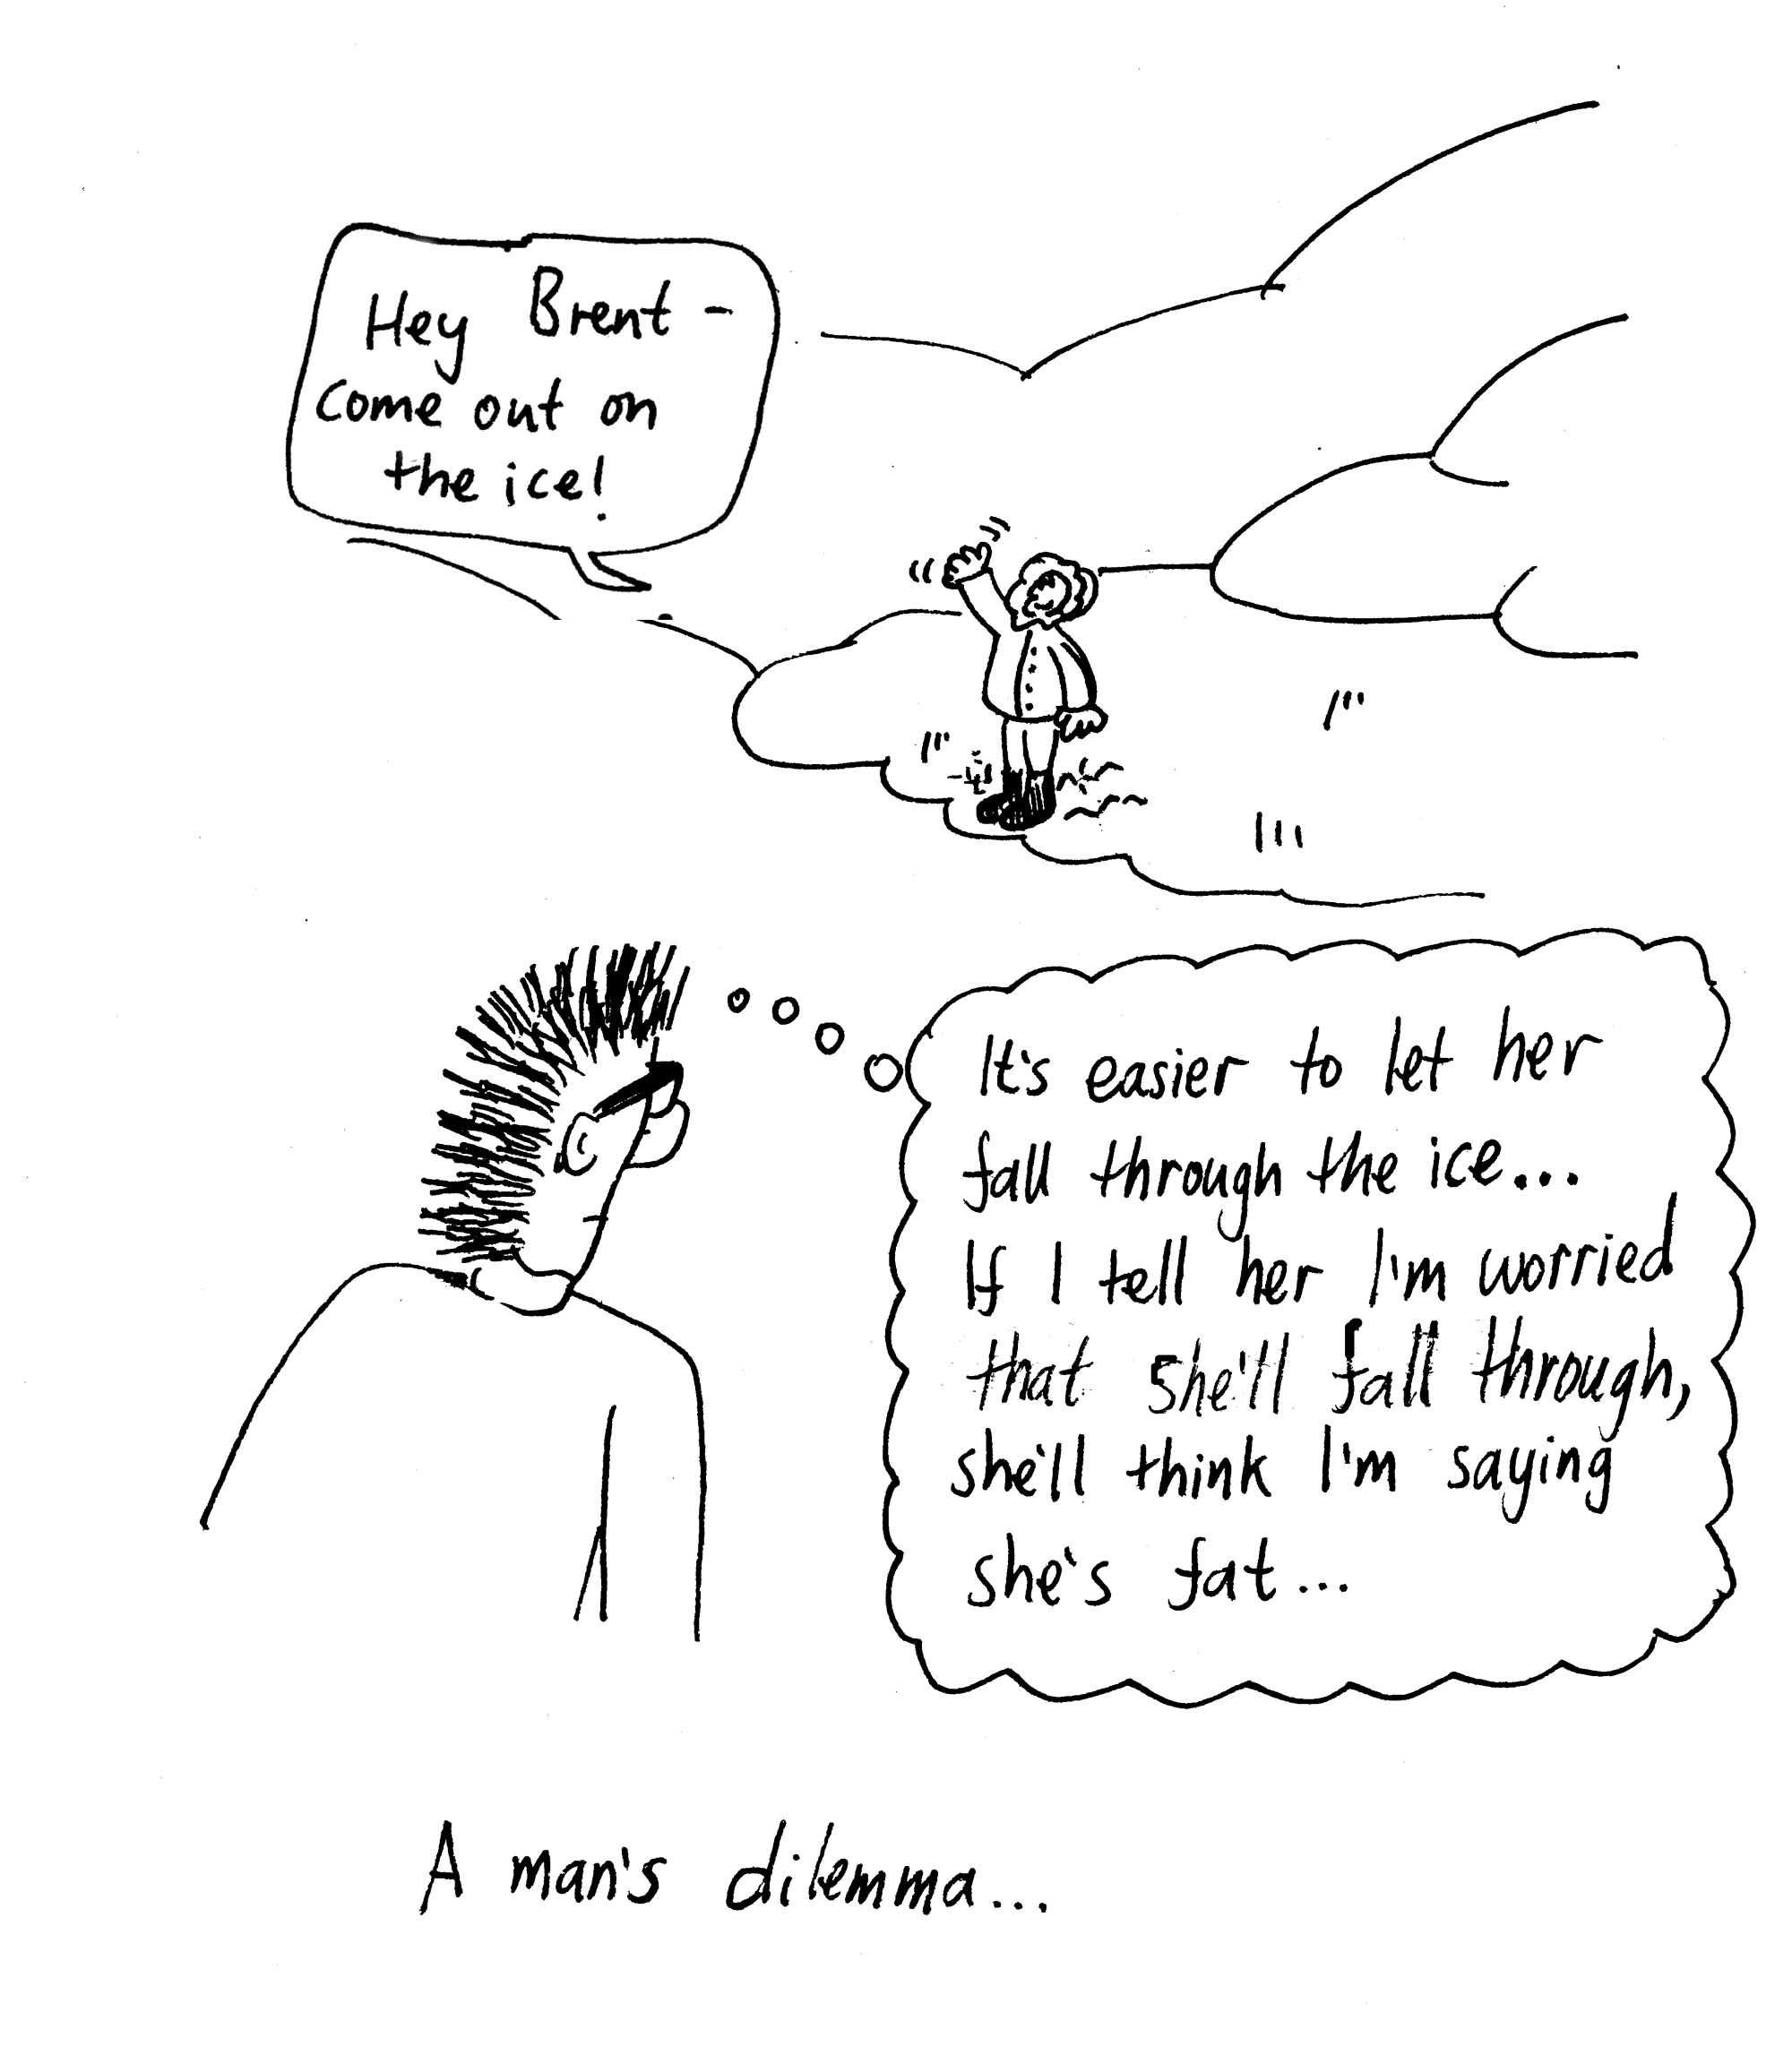 Hey Brent -
come out on
the ice!
It's easier to let her
fall through the ice...
If I tell her I'm worried
that she'll fall through,
she'll think I'm saying
she's fat...
A man's dilemma...